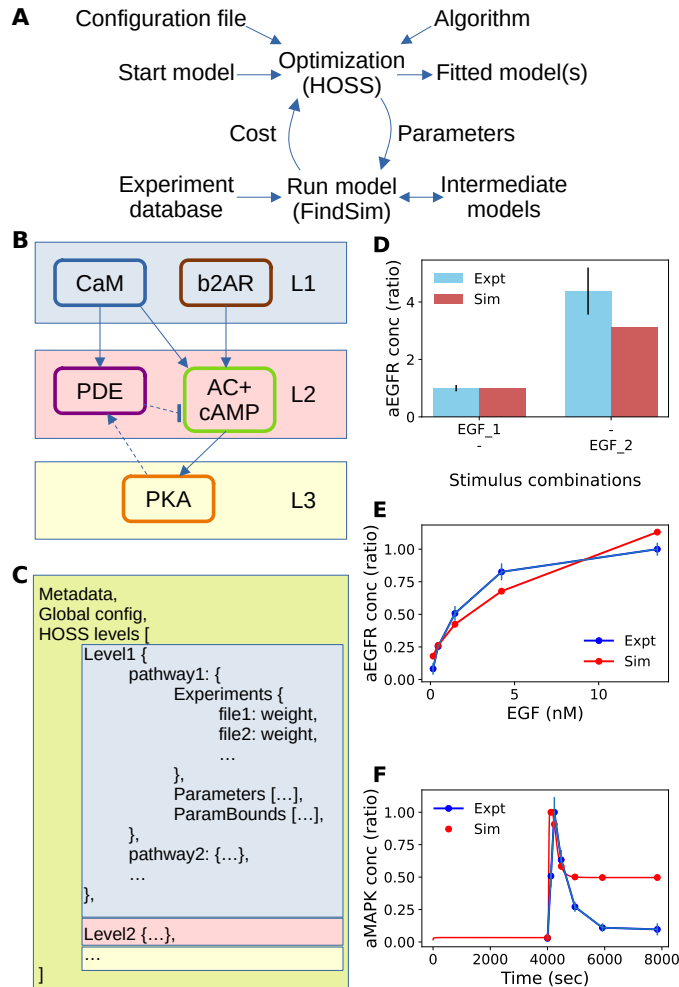 A
Configuration file
Algorithm
Start model
Optimization
(HOSS)
Fitted model(s)
Cost
Parameters
Experiment
database
Run model
(FindSim)
Intermediate
models
B
CaM
b2AR
L1
PDE
AC+
cAMP
L2
PKA
L3
C
Metadata,
Global config,
HOSS levels [
Level1 {
pathway1: {
Experiments {
file1: weight,
file2: weight,
...
},
Parameters [...],
ParamBounds [...],
},
pathway2: {...},
...
},
Level2 {...},
...
]
D
aEGFR conc (ratio)
4
2
0
Expt
Sim
EGF_1
-
-
EGF_2
Stimulus combinations
E
aEGFR conc (ratio)
1.00
0.75
0.50
0.25
0.00
Expt
Sim
0
5
10
EGF (nM)
F
aMAPK conc (ratio)
1.00
0.75
0.50
0.25
0.00
Expt
Sim
0
2000
4000
6000
8000
Time (sec)